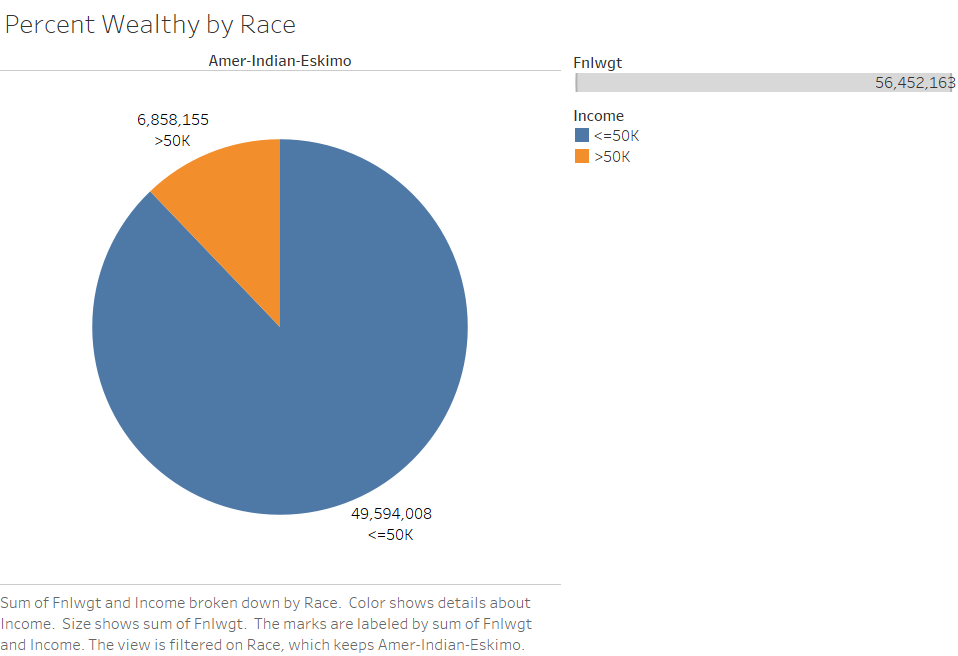 Percent Wealthy by Race
Amer-Indian-Eskimo
6,858,155
>50K
49,594,008
<=50K
Fnlwgt
56,452,163
Income
<=50K
>50K
Sum of Fnlwgt and Income broken down by Race.  Color shows details about
Income.  Size shows sum of Fnlwgt.  The marks are labeled by sum of Fnlwgt
and Income. The view is filtered on Race, which keeps Amer-Indian-Eskimo.